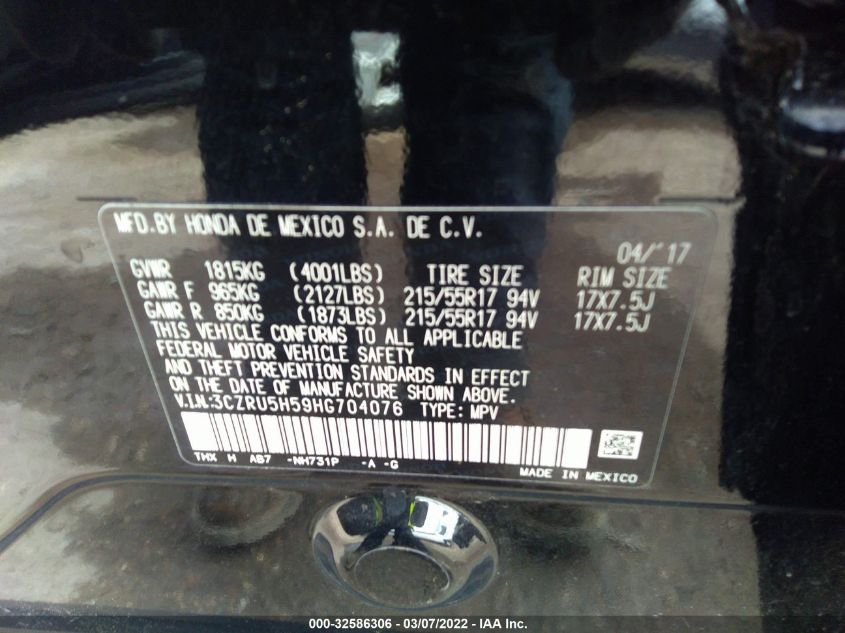 MFD.BY HONDA DE MEXICO S.A. DE C.V.
04/'17
GVWR 1815KG (4001LBS) TIRE SIZE RIM SIZE
GAWR F 965KG (2127LBS) 215/55R17 94V 17X7.5J
GAWR R 850KG (1873LBS) 215/55R17 94V 17X7.5J
THIS VEHICLE CONFORMS TO ALL APPLICABLE
FEDERAL MOTOR VEHICLE SAFETY
AND THEFT PREVENTION STANDARDS IN EFFECT
ON THE DATE OF MANUFACTURE SHOWN ABOVE.
V.I.N:3CZRU5H59HG704076 TYPE: MPV
THX H AB7 -NH731P -A -G
MADE IN MEXICO
000-32586306 — 03/07/2022 — IAA Inc.